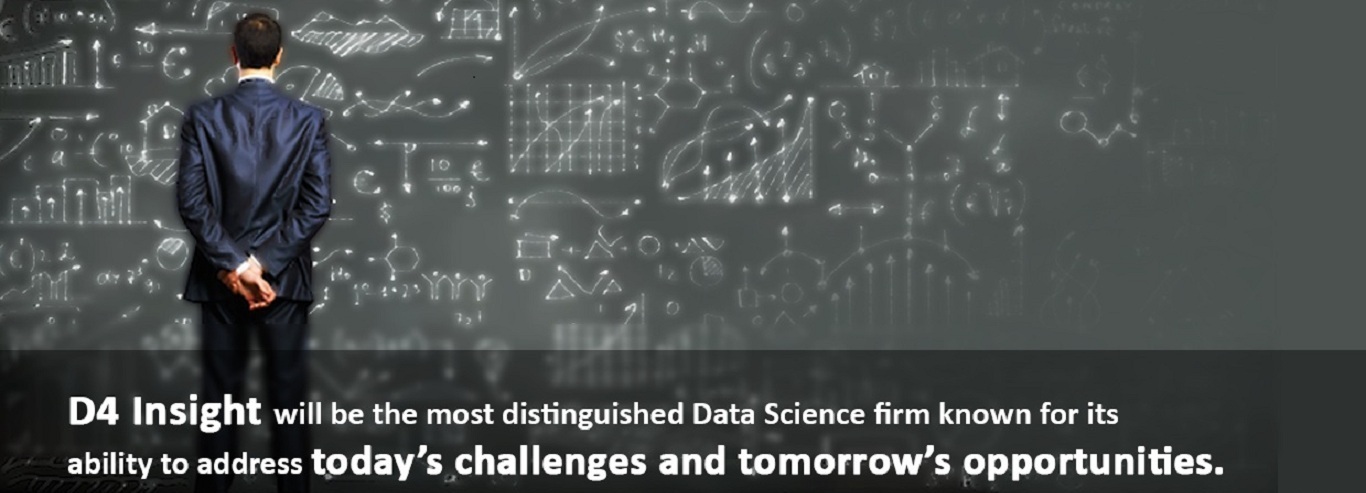 D4 Insight will be the most distinguished Data Science firm known for its
ability to address today's challenges and tomorrow's opportunities.